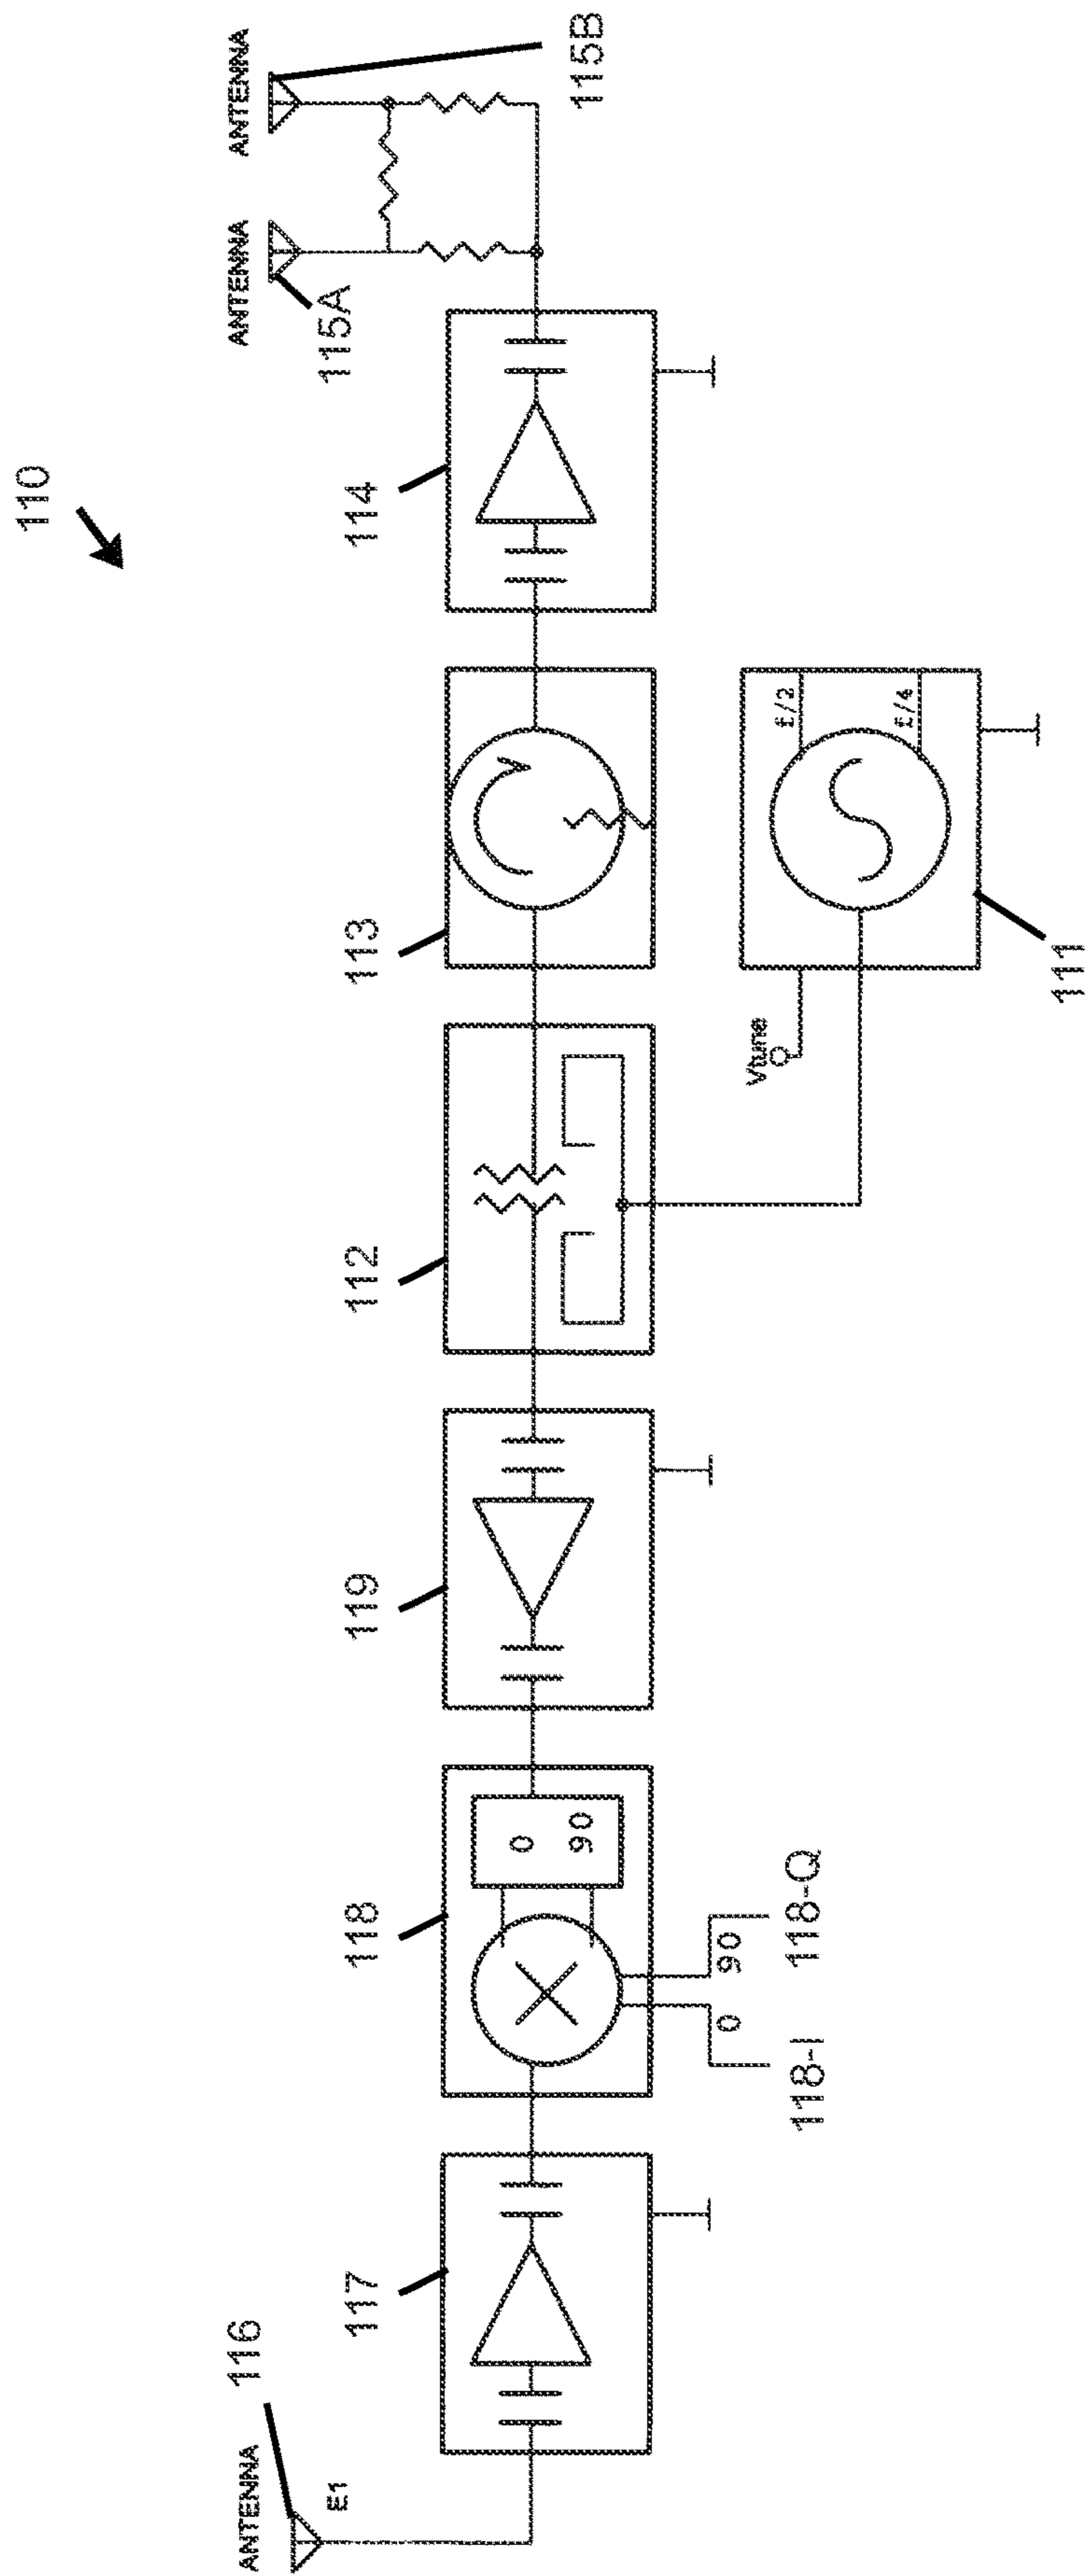 110
ANTENNA
116
E1
117
118
0
90
0
90
118-I
118-Q
119
112
113
Vtune
f/2
f/4
111
114
ANTENNA
115A
ANTENNA
115B